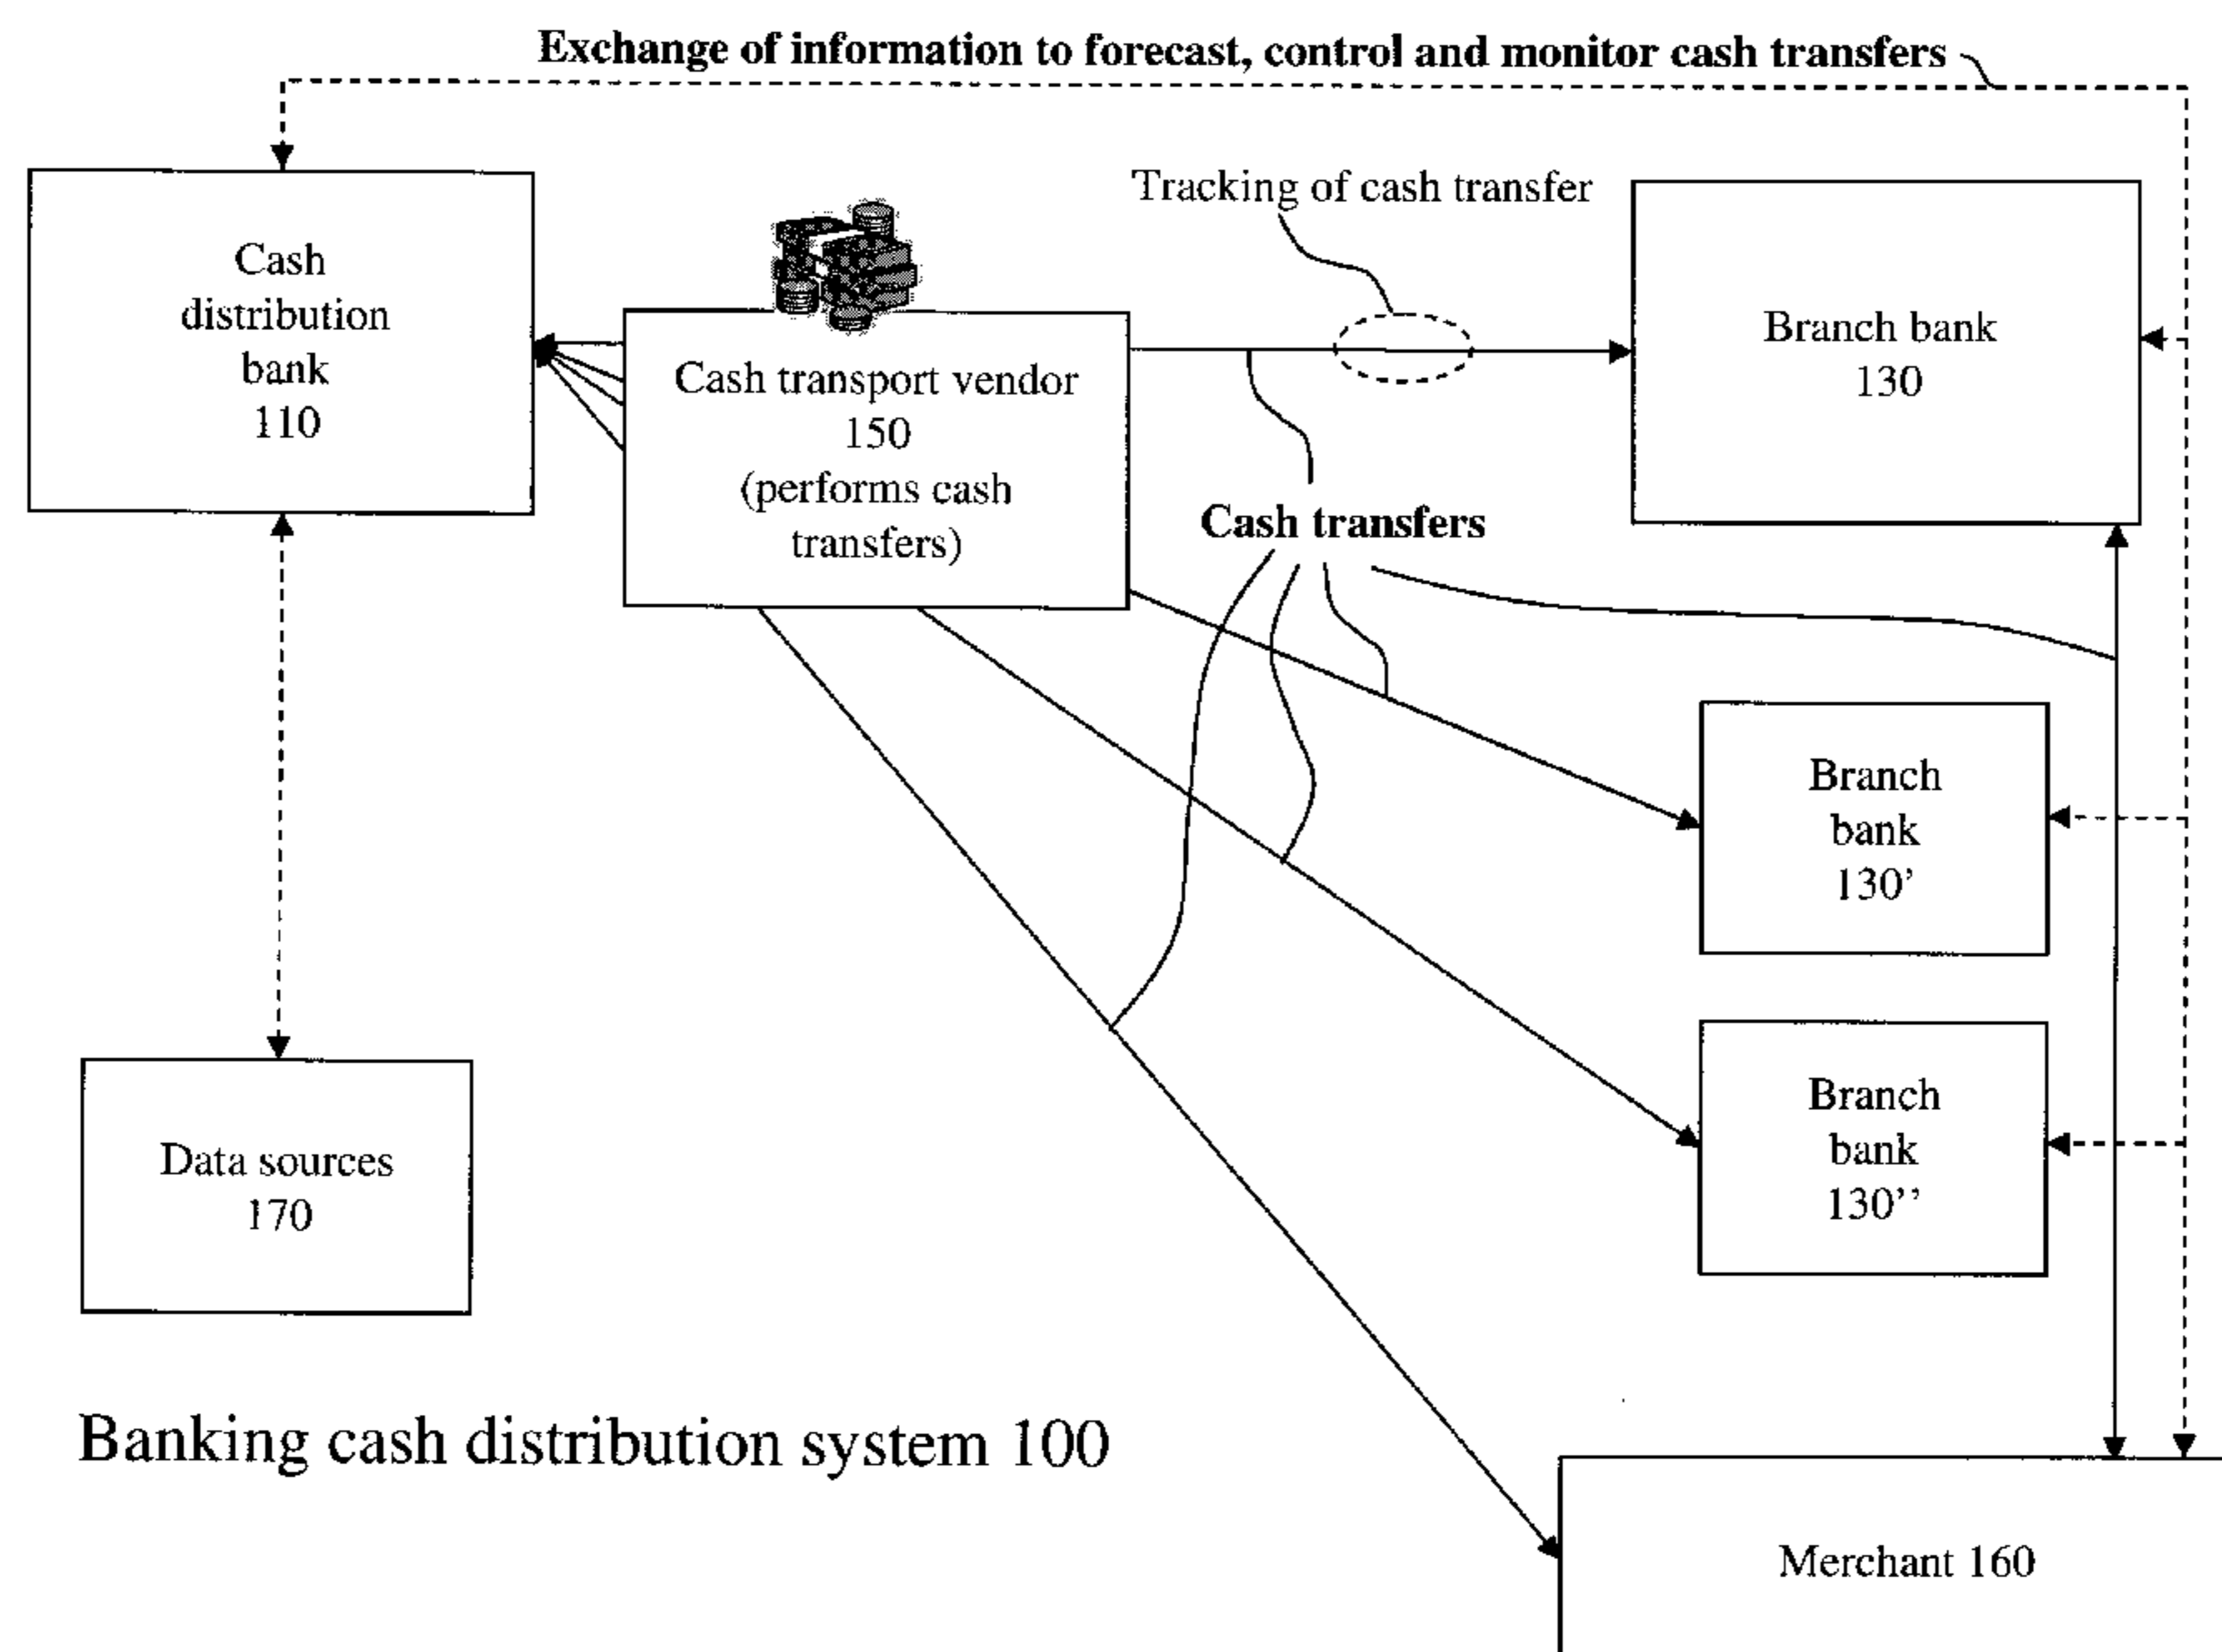 Exchange of information to forecast, control and monitor cash transfers
Tracking of cash transfer
Cash
distribution
bank
110
Cash transport vendor
150
(performs cash
transfers)
Branch bank
130
Cash transfers
Branch
bank
130'
Branch
bank
130’’
Data sources
170
Banking cash distribution system 100
Merchant 160